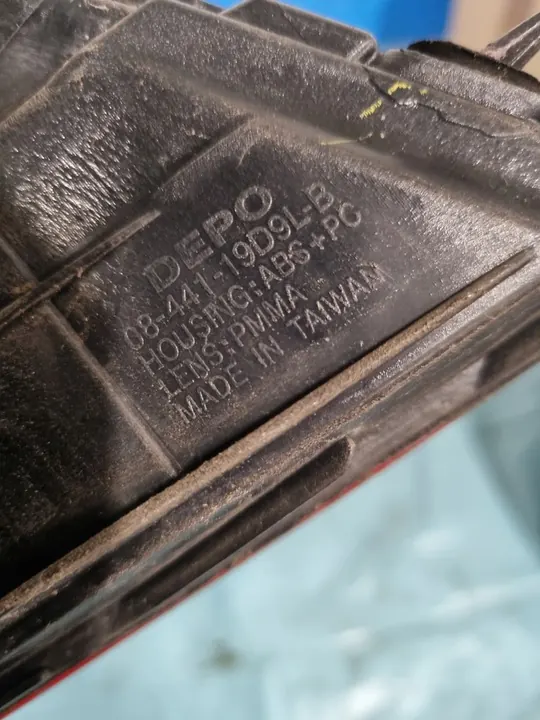 DEPO
08-441-19D9L-B
HOUSING:ABS+PC
LENS:PMMA
MADE IN TAIWAN